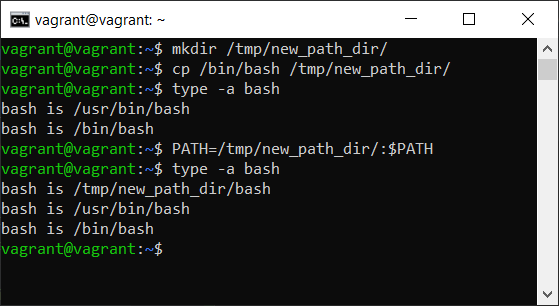 vagrant@vagrant: ~
vagrant@vagrant:~$ mkdir /tmp/new_path_dir/
vagrant@vagrant:~$ cp /bin/bash /tmp/new_path_dir/
vagrant@vagrant:~$ type -a bash
bash is /usr/bin/bash
bash is /bin/bash
vagrant@vagrant:~$ PATH=/tmp/new_path_dir/:$PATH
vagrant@vagrant:~$ type -a bash
bash is /tmp/new_path_dir/bash
bash is /usr/bin/bash
bash is /bin/bash
vagrant@vagrant:~$